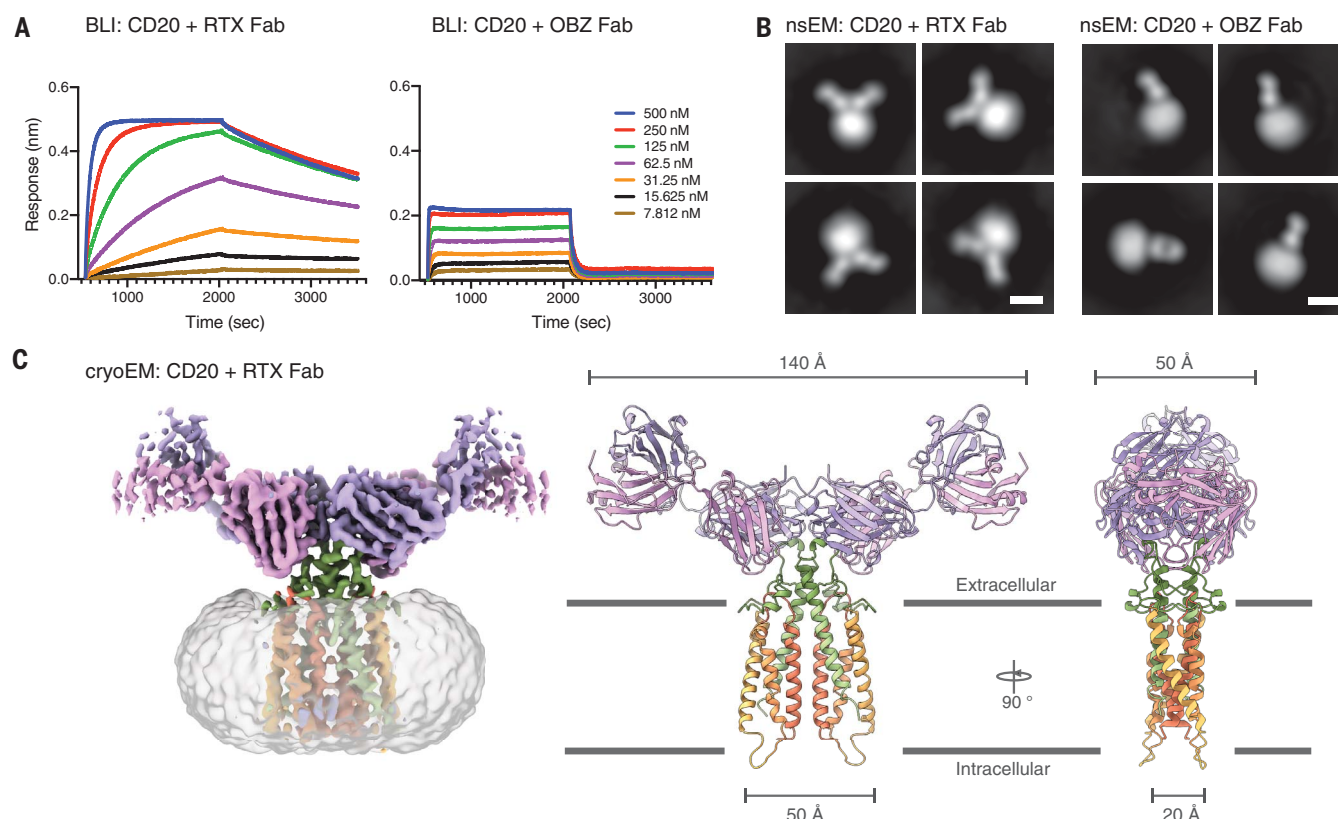 A
BLI: CD20 + RTX Fab
BLI: CD20 + OBZ Fab
0.6
0.4
0.2
0.0
Response (nm)
1000
2000
3000
Time (sec)
0.6
0.4
0.2
0.0
1000
2000
3000
Time (sec)
500 nM
250 nM
125 nM
62.5 nM
31.25 nM
15.625 nM
7.812 nM
B
nsEM: CD20 + RTX Fab
nsEM: CD20 + OBZ Fab
C
cryoEM: CD20 + RTX Fab
140 Å
50 Å
Extracellular
90 °
Intracellular
50 Å
20 Å